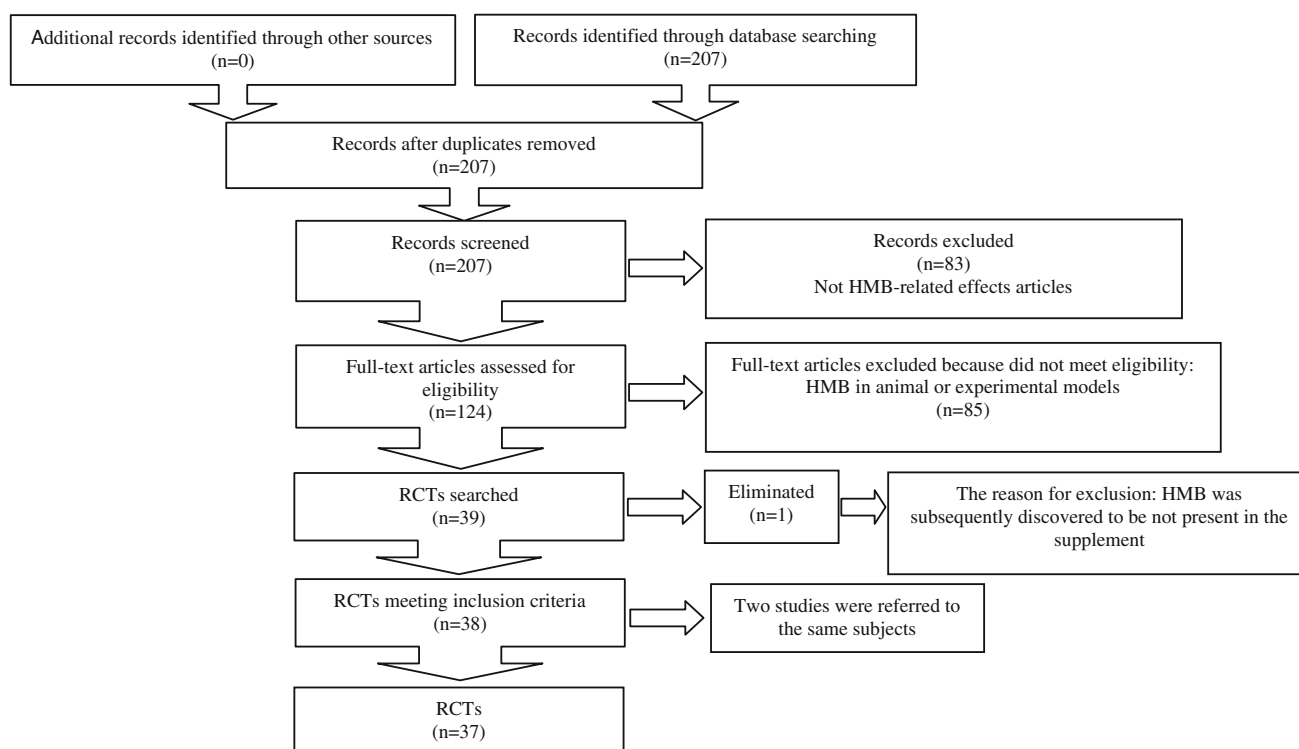 Additional records identified through other sources
(n=0)
Records identified through database searching
(n=207)
Records after duplicates removed
(n=207)
Records screened
(n=207)
Records excluded
(n=83)
Not HMB-related effects articles
Full-text articles assessed for
eligibility
(n=124)
Full-text articles excluded because did not meet eligibility:
HMB in animal or experimental models
(n=85)
RCTs searched
(n=39)
Eliminated
(n=1)
The reason for exclusion: HMB was
subsequently discovered to be not present in the
supplement
RCTs meeting inclusion criteria
(n=38)
Two studies were referred to
the same subjects
RCTs
(n=37)